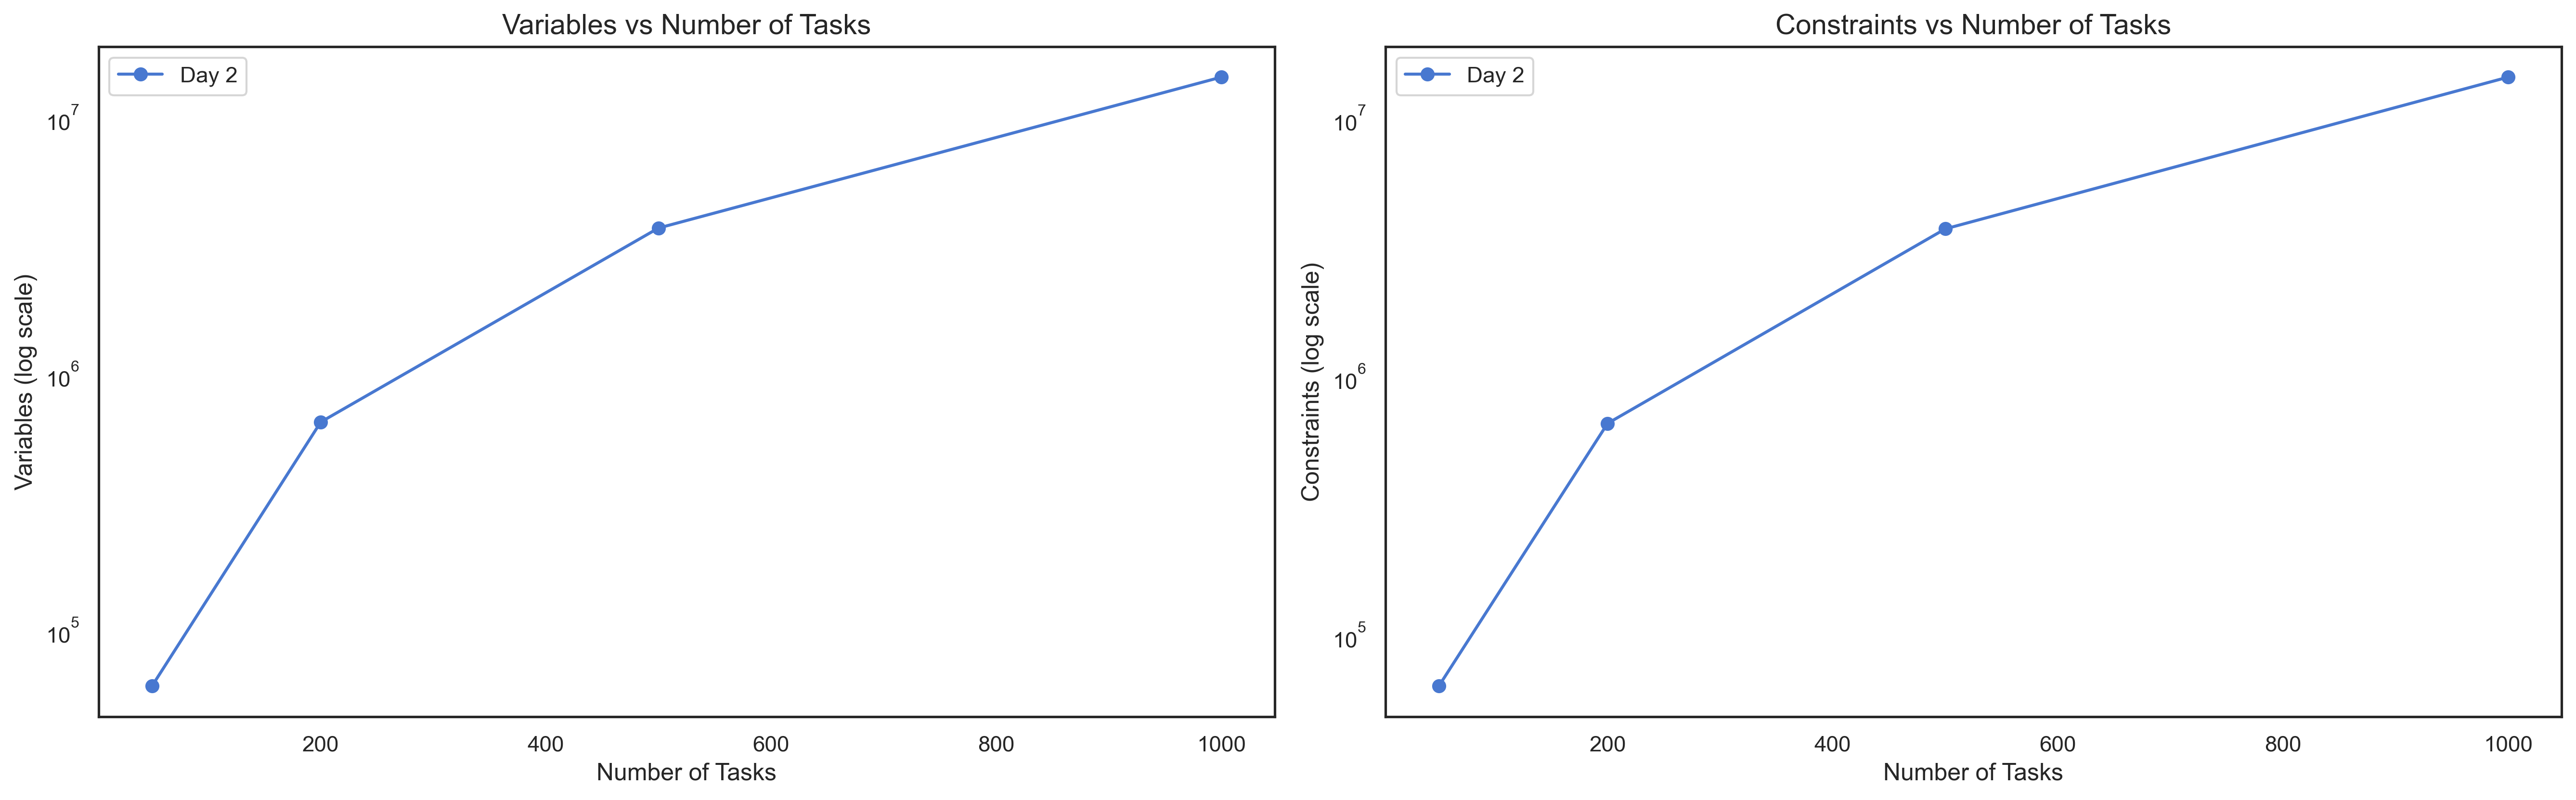 Variables vs Number of Tasks
Day 2
10^7
10^6
10^5
Variables (log scale)
200 400 600 800 1000
Number of Tasks
Constraints vs Number of Tasks
Day 2
10^7
10^6
10^5
Constraints (log scale)
200 400 600 800 1000
Number of Tasks